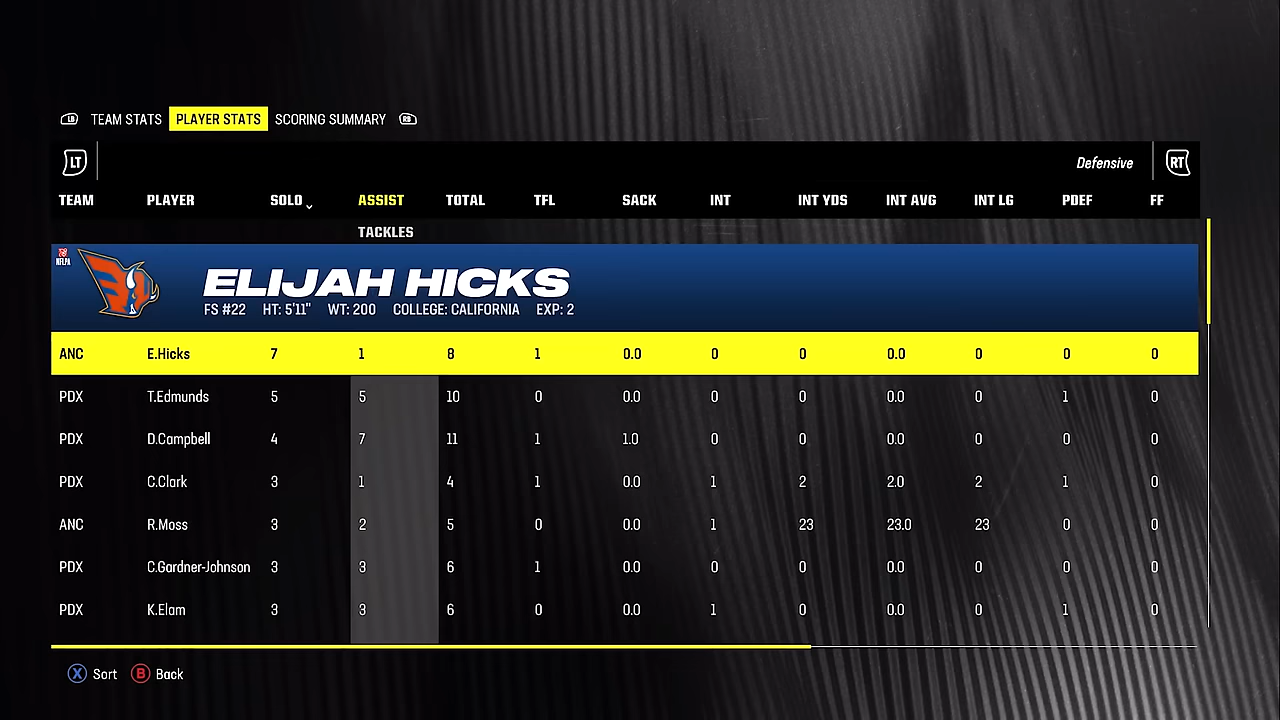 LB TEAM STATS PLAYER STATS SCORING SUMMARY RB
LT Defensive RT
TEAM PLAYER SOLO ASSIST TOTAL TFL SACK INT INT YDS INT AVG INT LG PDEF FF
TACKLES
NFLPA
ELIJAH HICKS
FS #22 HT: 5'11" WT: 200 COLLEGE: CALIFORNIA EXP: 2
ANC E.Hicks 7 1 8 1 0.0 0 0 0.0 0 0 0
PDX T.Edmunds 5 5 10 0 0.0 0 0 0.0 0 1 0
PDX D.Campbell 4 7 11 1 1.0 0 0 0.0 0 0 0
PDX C.Clark 3 1 4 1 0.0 1 2 2.0 2 1 0
ANC R.Moss 3 2 5 0 0.0 1 23 23.0 23 0 0
PDX C.Gardner-Johnson 3 3 6 1 0.0 0 0 0.0 0 0 0
PDX K.Elam 3 3 6 0 0.0 1 0 0.0 0 1 0
X Sort B Back